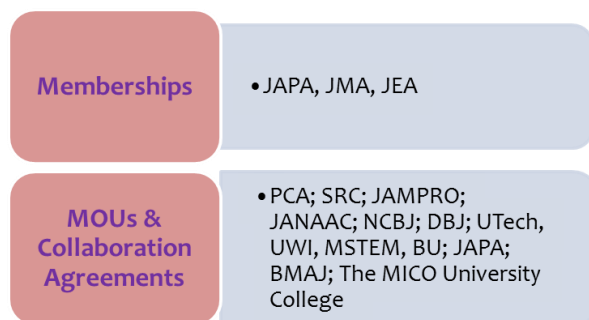 Memberships
•JAPA, JMA, JEA
MOUs &
Collaboration
Agreements
•PCA; SRC; JAMPRO;
JANAAC; NCBJ; DBJ; UTech,
UWI, MSTEM, BU; JAPA;
BMAJ; The MICO University
College